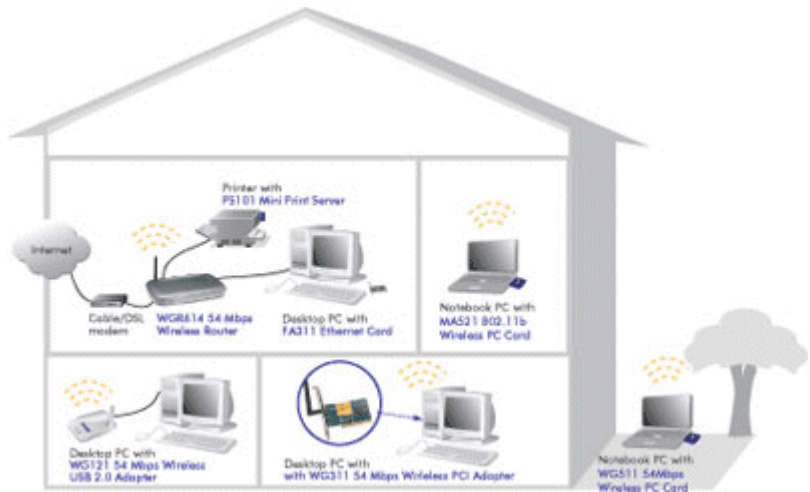 Printer with
PS101 Mini Print Server
Internet
Cable/DSL
modem
WGR614 54 Mbps
Wireless Router
Desktop PC with
FA311 Ethernet Card
Notebook PC with
MA521 802.11b
Wireless PC Card
Desktop PC with
WG121 54 Mbps Wireless
USB 2.0 Adapter
Desktop PC with
with WG311 54 Mbps Wirleless PCI Adapter
Notebook PC with
WG511 54Mbps
Wireless PC Card